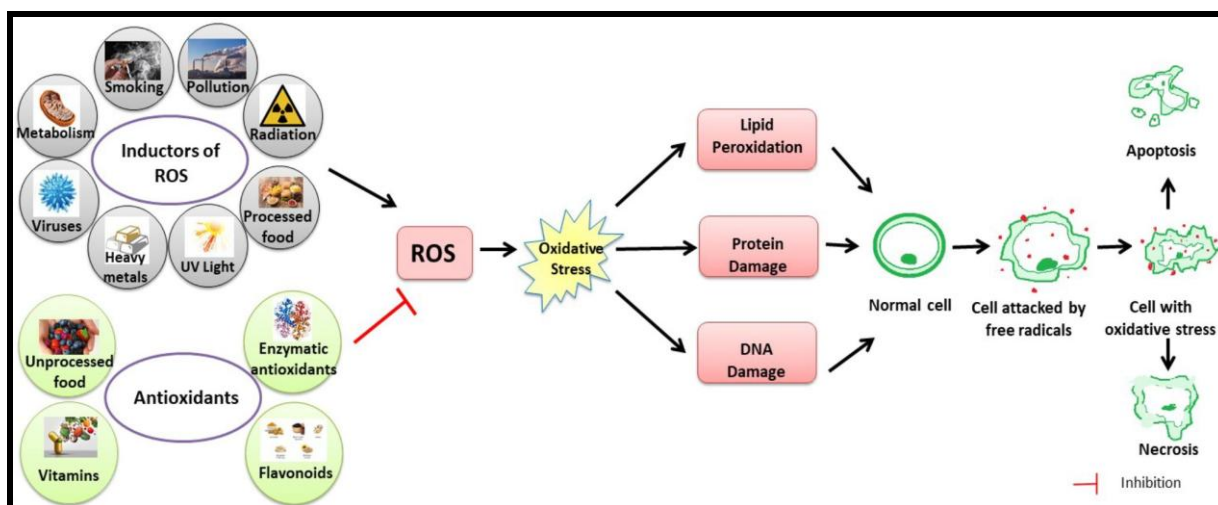 Smoking
Pollution
Metabolism
Radiation
Inductors of
ROS
Viruses
Processed
food
Heavy
metals
UV Light
Unprocessed
food
Enzymatic
antioxidants
Antioxidants
Vitamins
Flavonoids
ROS
Oxidative
Stress
Lipid
Peroxidation
Protein
Damage
DNA
Damage
Normal cell
Cell attacked by
free radicals
Apoptosis
Cell with
oxidative stress
Necrosis
Inhibition